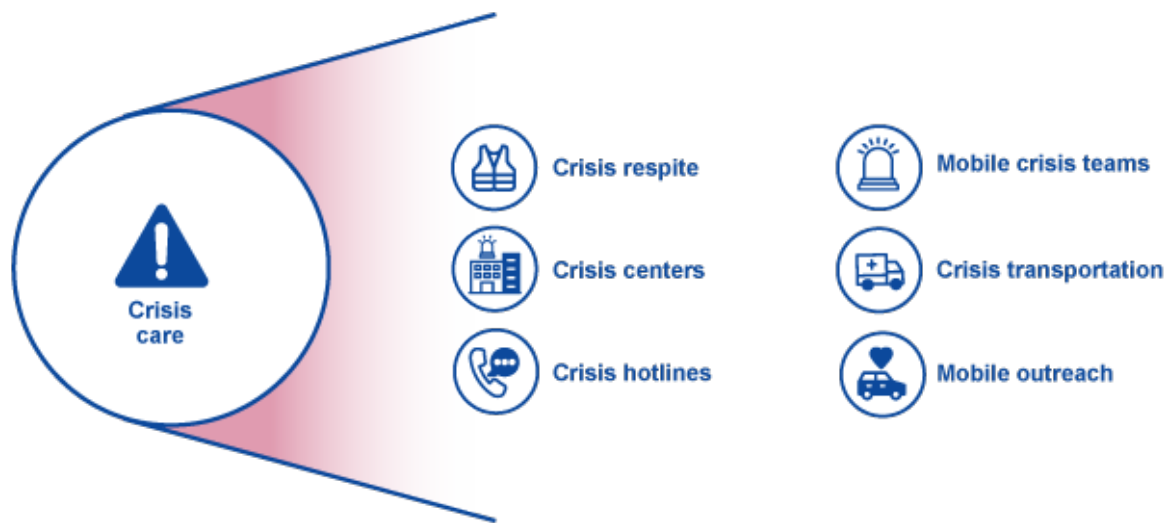 Crisis
care
Crisis respite
Crisis centers
Crisis hotlines
Mobile crisis teams
Crisis transportation
Mobile outreach